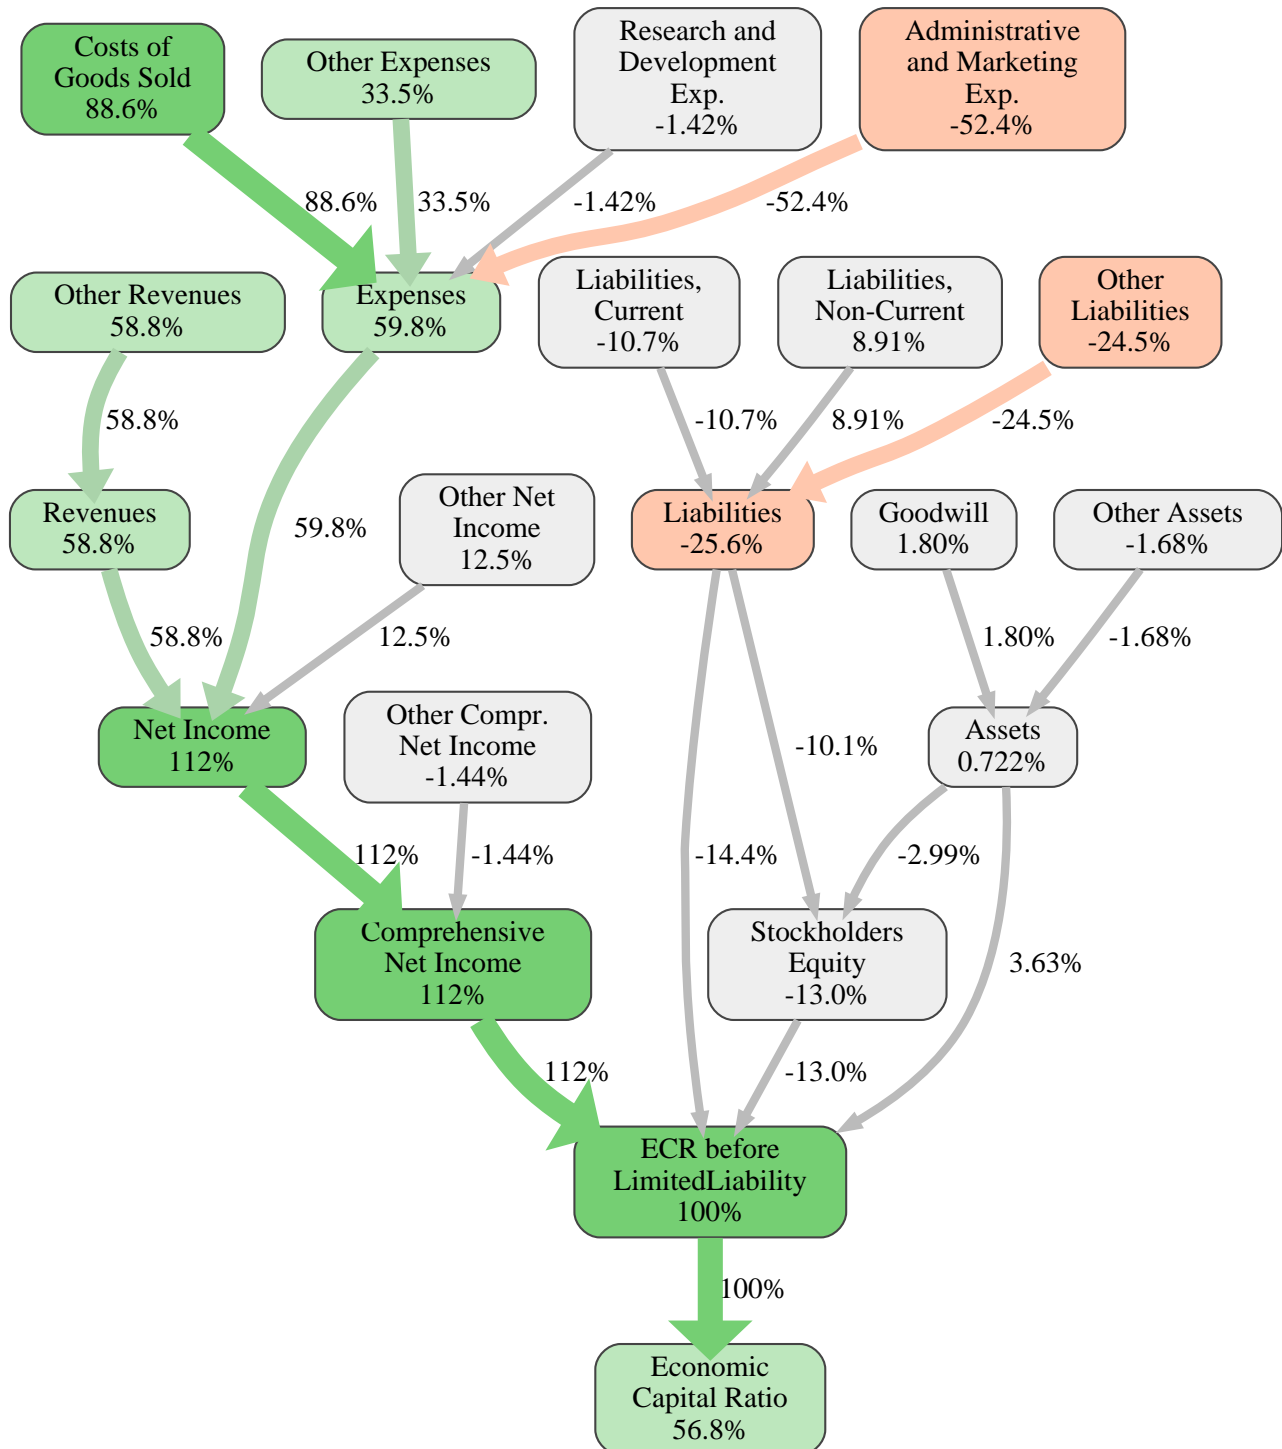 Costs of
Goods Sold
88.6%
Other Expenses
33.5%
Research and
Development
Exp.
-1.42%
Administrative
and Marketing
Exp.
-52.4%
88.6%
33.5%
-1.42%
-52.4%
Other Revenues
58.8%
Expenses
59.8%
Liabilities,
Current
-10.7%
Liabilities,
Non-Current
8.91%
Other
Liabilities
-24.5%
58.8%
-10.7%
8.91%
-24.5%
Revenues
58.8%
59.8%
Other Net
Income
12.5%
Liabilities
-25.6%
Goodwill
1.80%
Other Assets
-1.68%
58.8%
12.5%
1.80%
-1.68%
Net Income
112%
Other Compr.
Net Income
-1.44%
-10.1%
Assets
0.722%
112%
-1.44%
-14.4%
-2.99%
Comprehensive
Net Income
112%
Stockholders
Equity
-13.0%
3.63%
112%
-13.0%
ECR before
LimitedLiability
100%
100%
Economic
Capital Ratio
56.8%